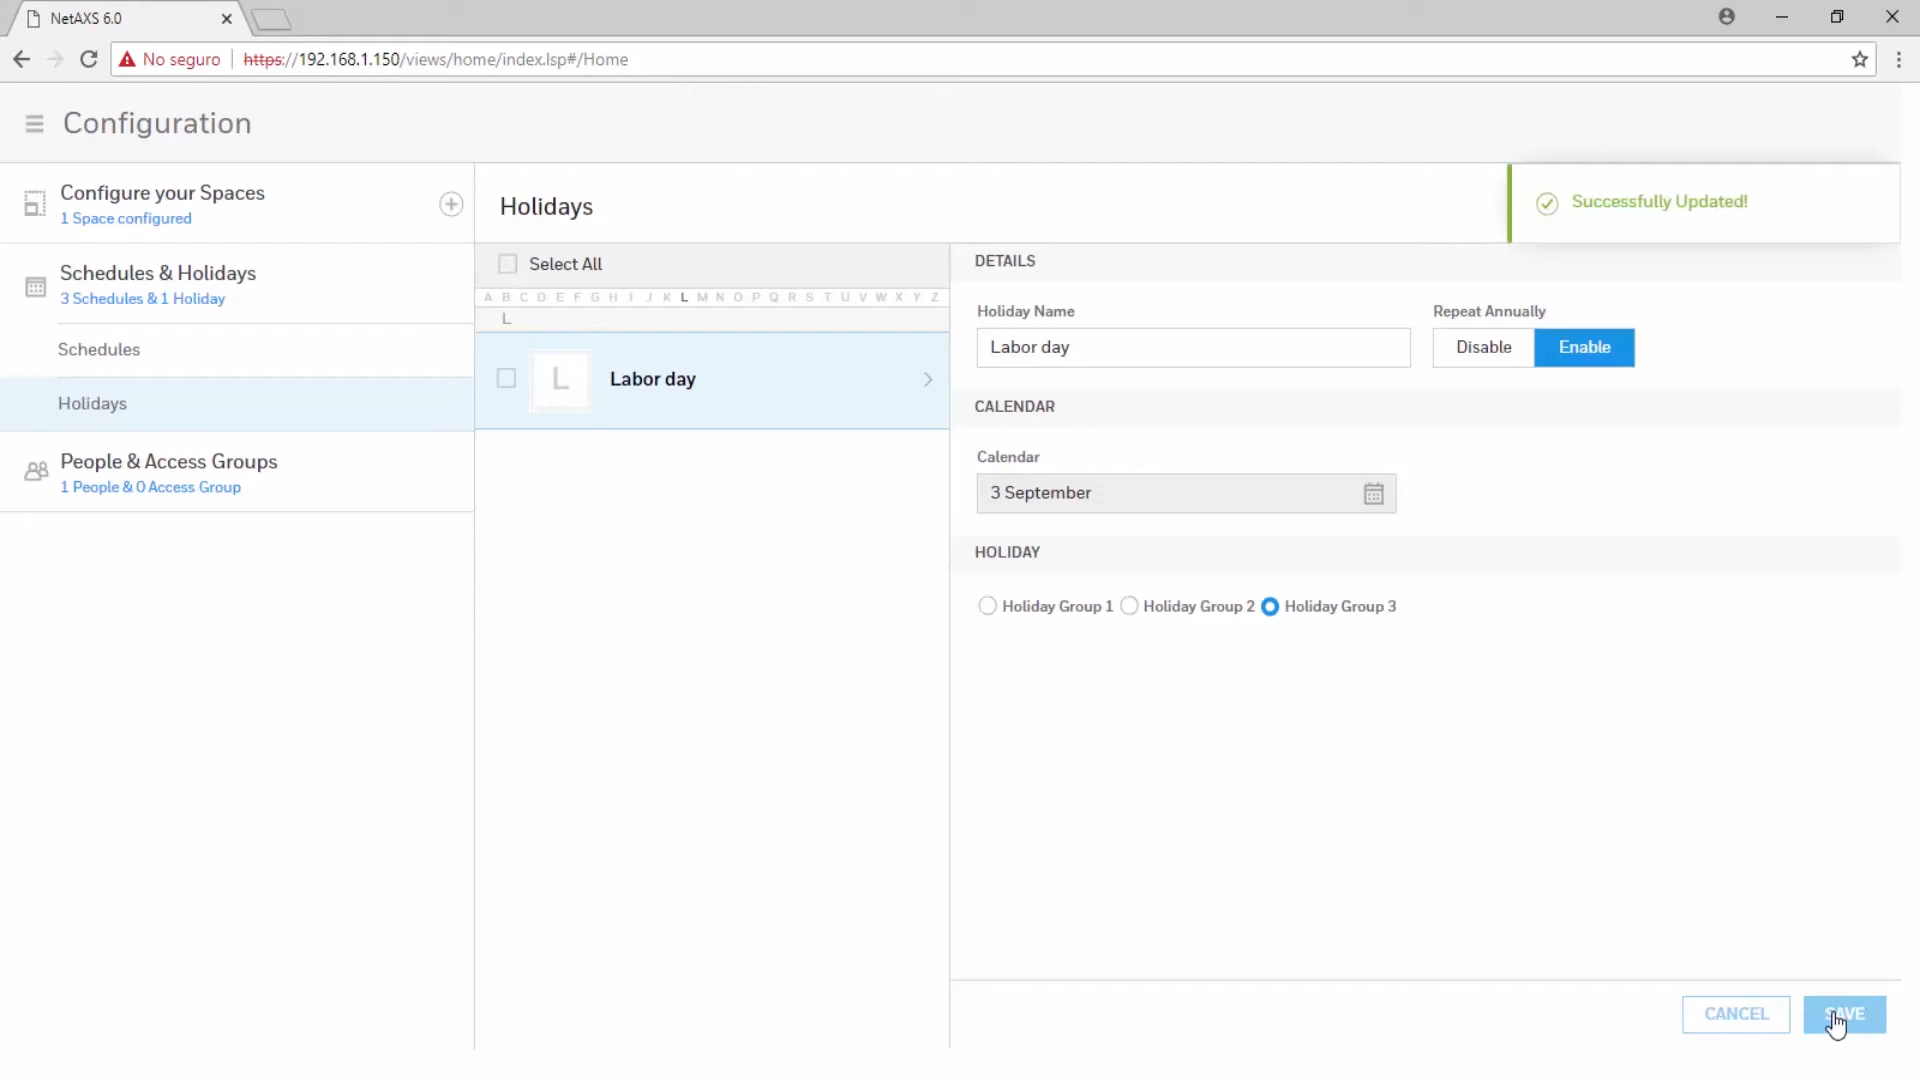 NetAXS 6.0
No seguro https://192.168.1.150/views/home/index.lsp#/Home
Configuration
Configure your Spaces
1 Space configured
Schedules & Holidays
3 Schedules & 1 Holiday
Schedules
Holidays
People & Access Groups
1 People & 0 Access Group
Holidays
Successfully Updated!
Select All
A B C D E F G H I J K L M N O P Q R S T U V W X Y Z
L
L Labor day
DETAILS
Holiday Name
Repeat Annually
Labor day
Disable Enable
CALENDAR
Calendar
3 September
HOLIDAY
Holiday Group 1 Holiday Group 2 Holiday Group 3
CANCEL SAVE